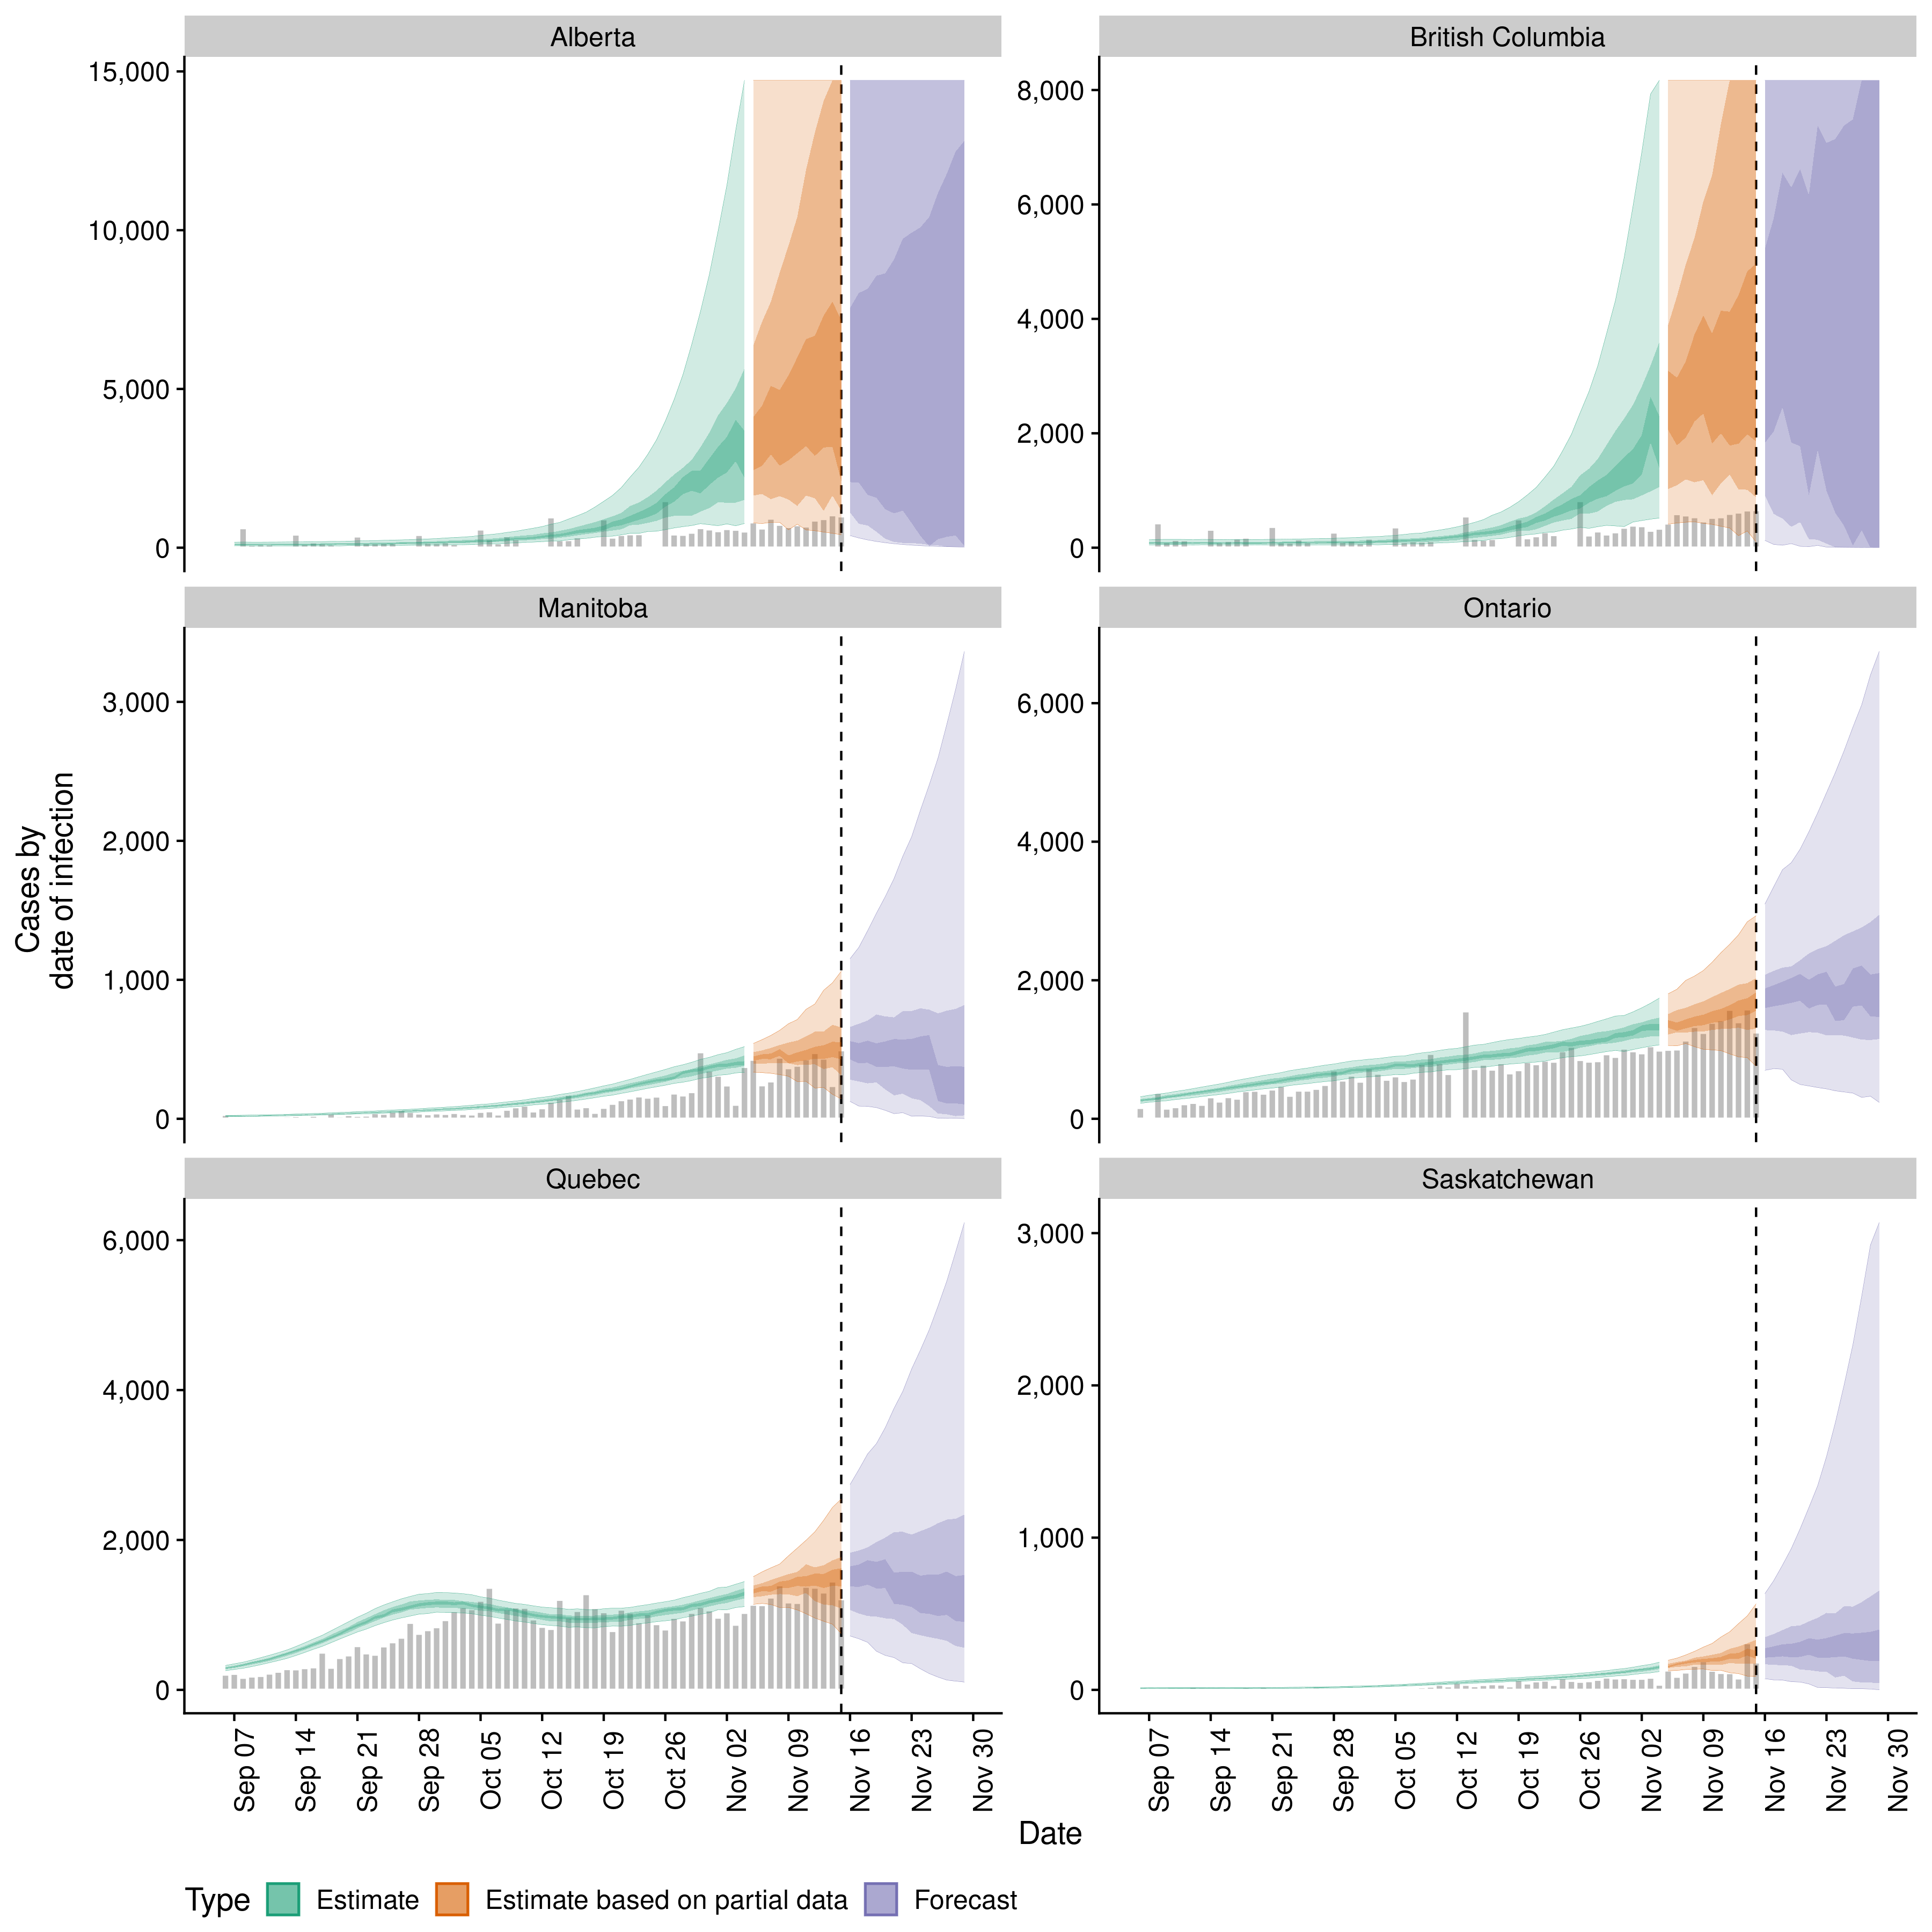 Alberta
British Columbia
15,000
10,000
5,000
0
8,000
6,000
4,000
2,000
0
Manitoba
Ontario
3,000
2,000
1,000
0
6,000
4,000
2,000
0
Cases by
date of infection
Quebec
Saskatchewan
6,000
4,000
2,000
0
3,000
2,000
1,000
0
Sep 07 Sep 14 Sep 21 Sep 28 Oct 05 Oct 12 Oct 19 Oct 26 Nov 02 Nov 09 Nov 16 Nov 23 Nov 30
Sep 07 Sep 14 Sep 21 Sep 28 Oct 05 Oct 12 Oct 19 Oct 26 Nov 02 Nov 09 Nov 16 Nov 23 Nov 30
Date
Type Estimate Estimate based on partial data Forecast